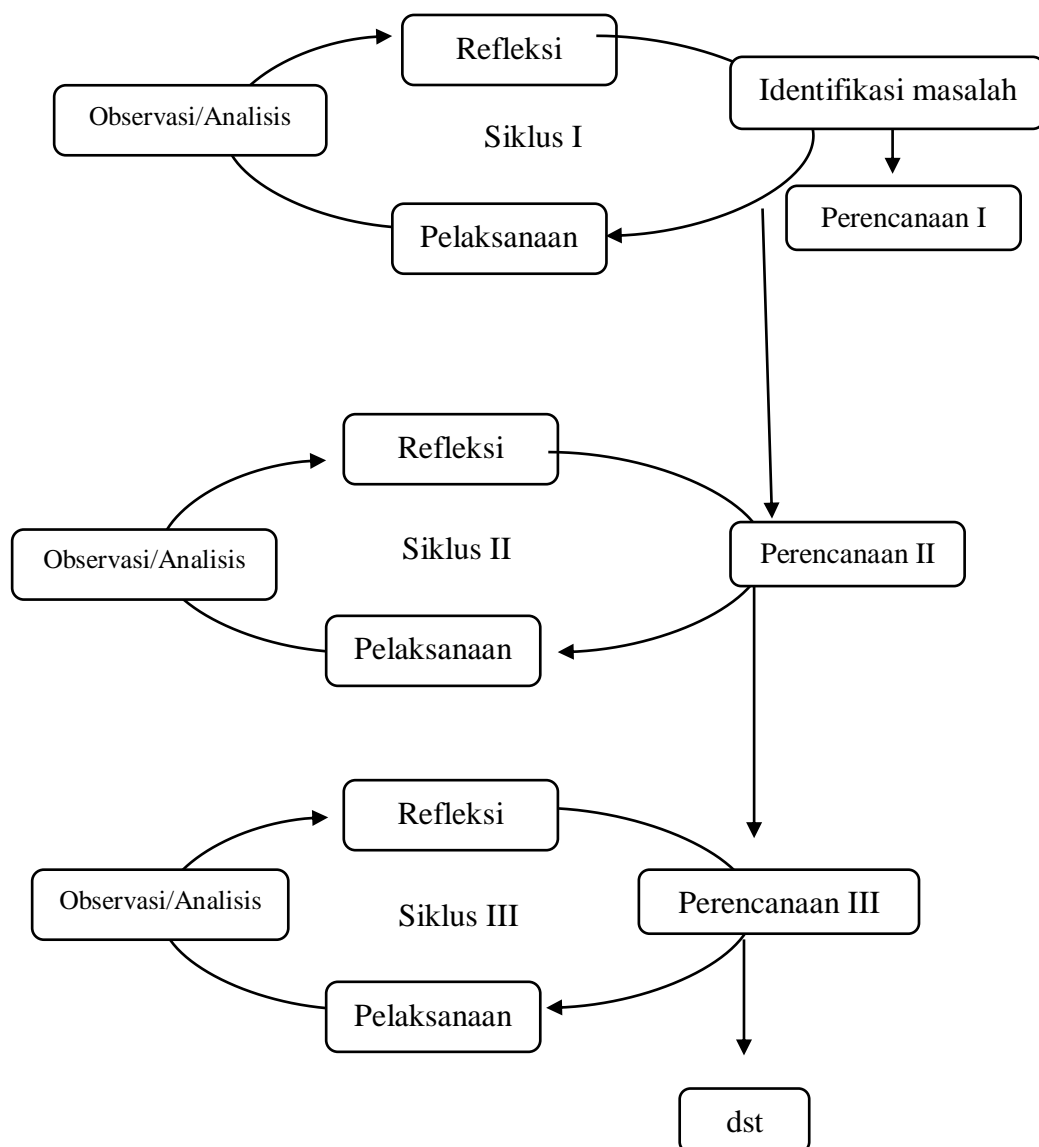 Refleksi
Identifikasi masalah
Observasi/Analisis
Siklus I
Perencanaan I
Pelaksanaan
Refleksi
Observasi/Analisis
Siklus II
Perencanaan II
Pelaksanaan
Refleksi
Observasi/Analisis
Siklus III
Perencanaan III
Pelaksanaan
dst